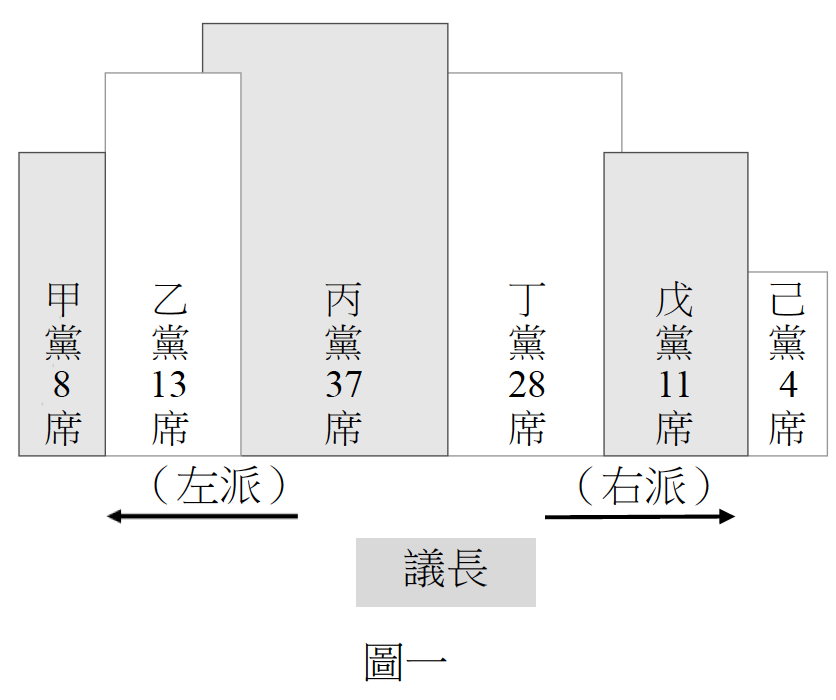 甲黨8席
乙黨13席
丙黨37席
丁黨28席
戊黨11席
己黨4席
（左派）
（右派）
議長
圖一